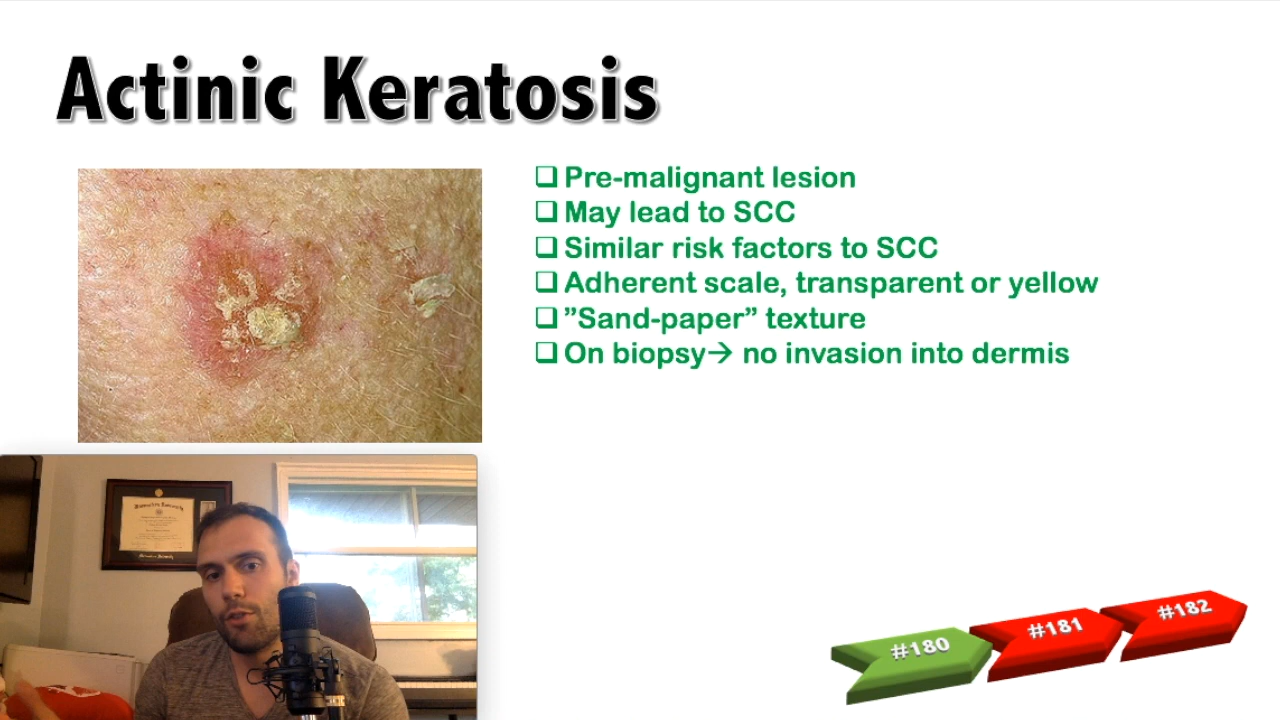 Actinic Keratosis
❑ Pre-malignant lesion
❑ May lead to SCC
❑ Similar risk factors to SCC
❑ Adherent scale, transparent or yellow
❑ ”Sand-paper” texture
❑ On biopsy→ no invasion into dermis
#180
#181
#182